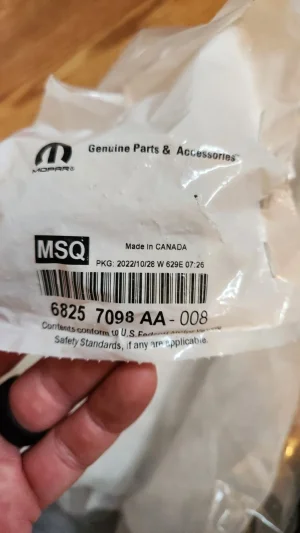 Genuine Parts & Accessories
MOPAR®
MSQ
Made in CANADA
PKG: 2022/10/28 W 629E 07:26
6825 7098 AA - 008
Contents conform to U.S. Federal
Safety Standards, if any are applicable.